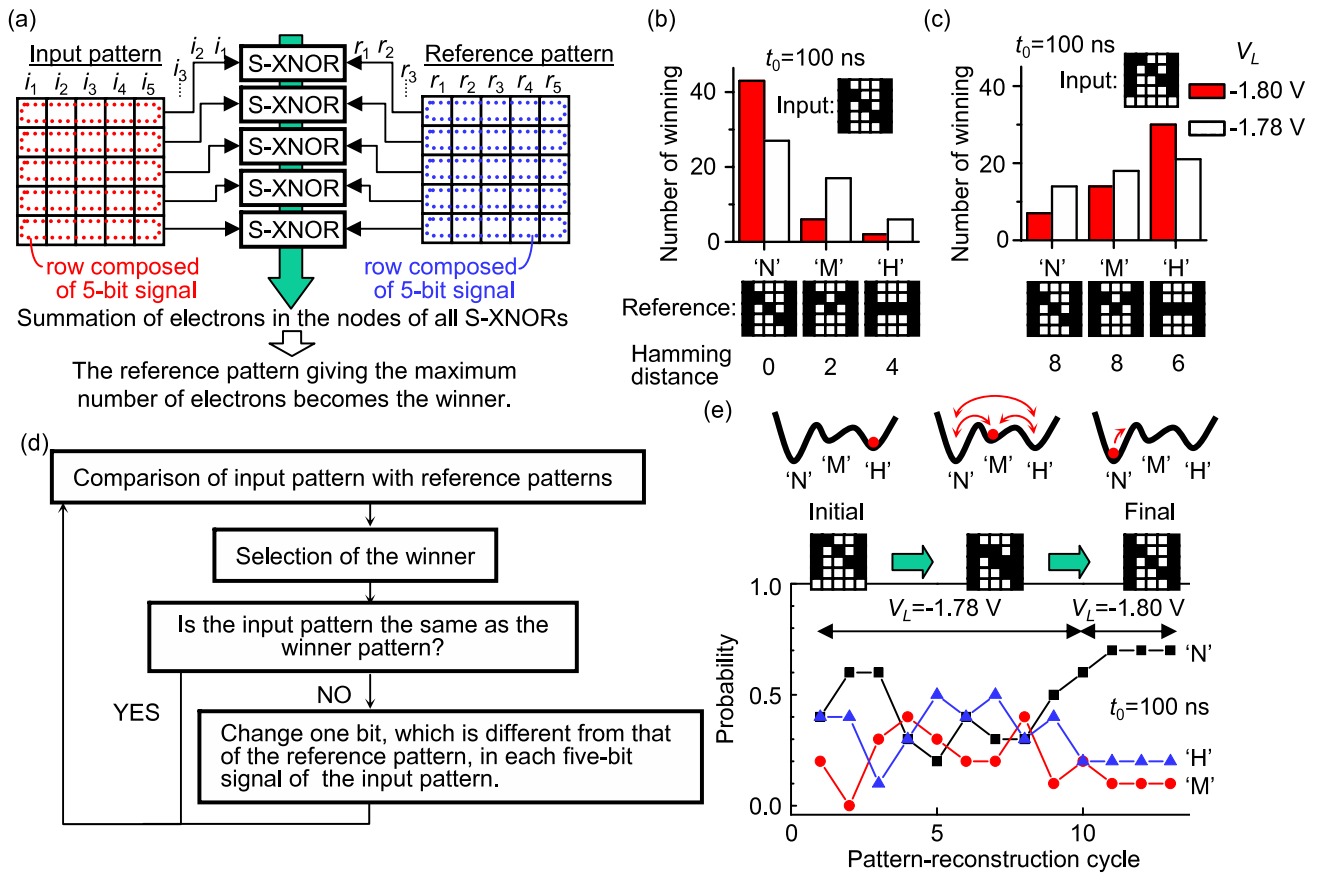 (a)
Input pattern
i1 i2 i3 i4 i5
i3 i2 i1
S-XNOR
S-XNOR
S-XNOR
S-XNOR
S-XNOR
r1 r2
r3
Reference pattern
r1 r2 r3 r4 r5
row composed
of 5-bit signal
row composed
of 5-bit signal
Summation of electrons in the nodes of all S-XNORs
The reference pattern giving the maximum
number of electrons becomes the winner.
(b)
t0=100 ns
Input:
Number of winning
40
20
0
'N' 'M' 'H'
Reference:
Hamming
distance
0 2 4
(c)
t0=100 ns
Input:
VL
-1.80 V
-1.78 V
Number of winning
40
20
0
'N' 'M' 'H'
8 8 6
(d)
Comparison of input pattern with reference patterns
Selection of the winner
Is the input pattern the same as the
winner pattern?
YES
NO
Change one bit, which is different from that
of the reference pattern, in each five-bit
signal of the input pattern.
(e)
'N' 'M' 'H'
'N' 'M' 'H'
'N' 'M' 'H'
Initial
Final
VL=-1.78 V
VL=-1.80 V
1.0
0.5
0.0
Probability
'N'
t0=100 ns
'H'
'M'
0 5 10
Pattern-reconstruction cycle